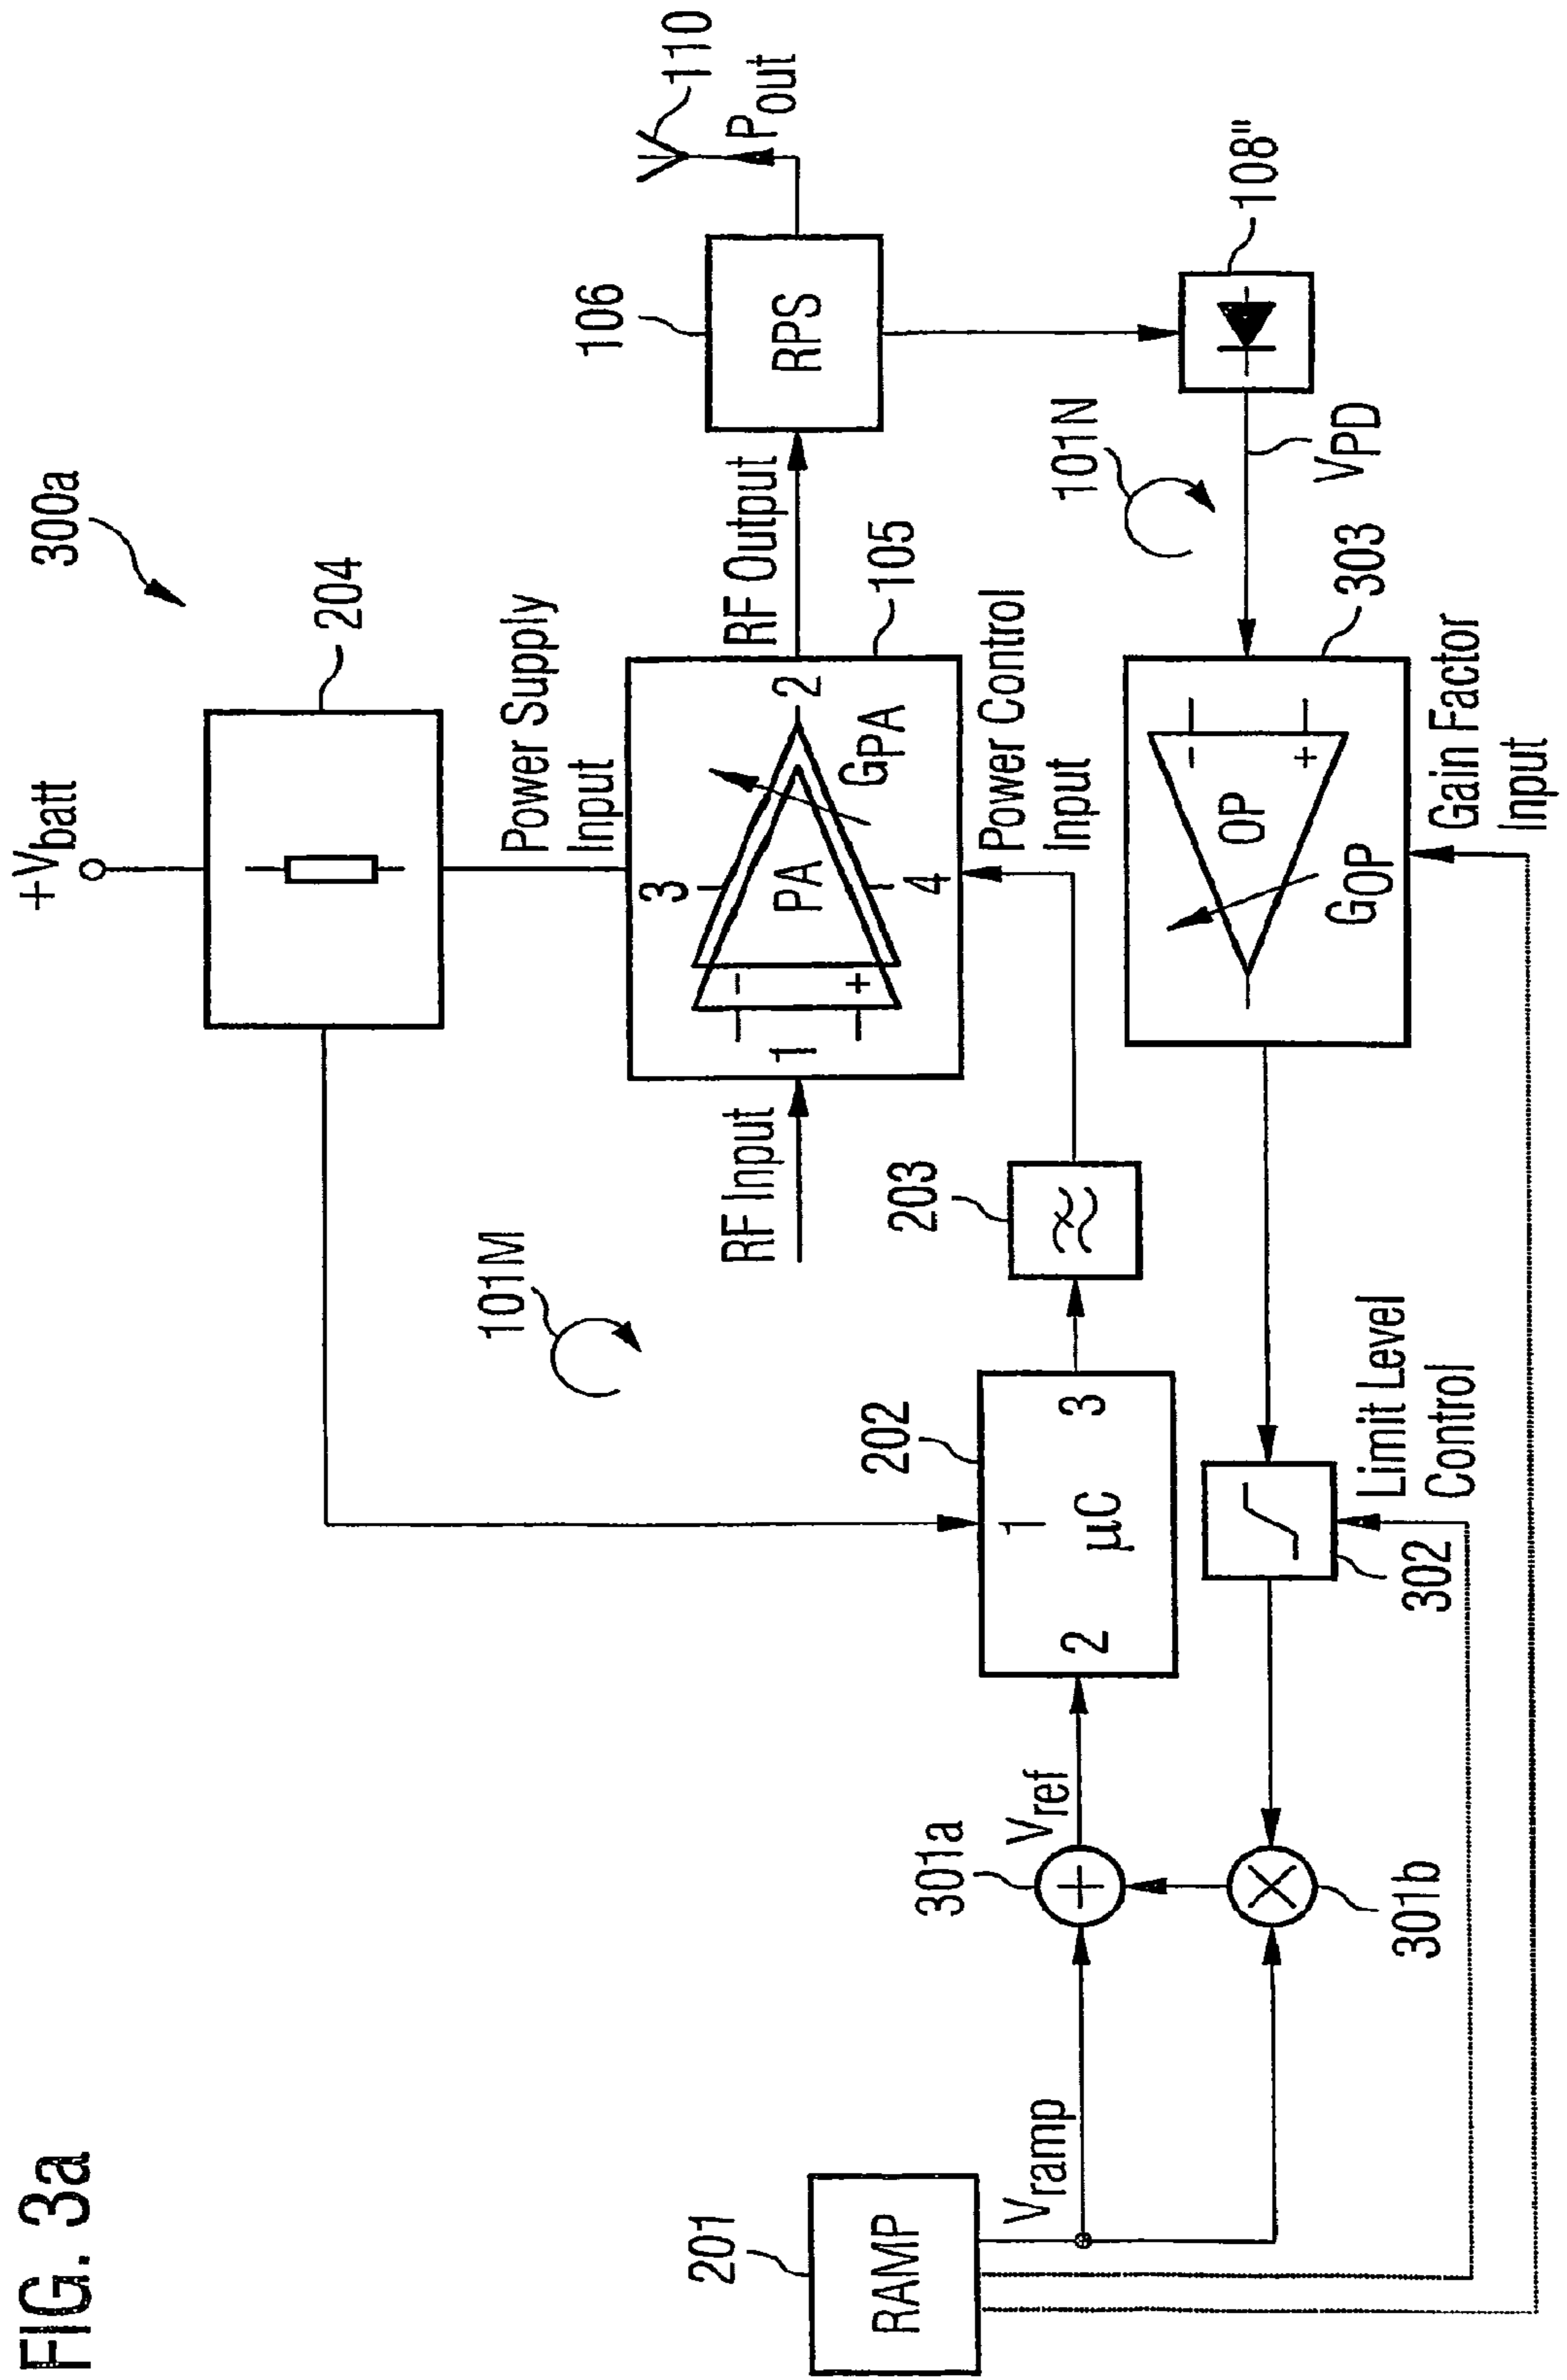 FIG. 3a
300a
+Vbatt
204
Power Supply
Input
101M
RF Input
1
2
3
4
-
+
PA
GPA
105
RF Output
106
RPS
110
Pout
Power Control
Input
203
202
1
2
3
µC
201
RAMP
Vramp
301a
+
Vref
301b
302
Limit Level
Control
303
-
+
OP
GOP
Gain Factor
Input
101N
VPD
108"